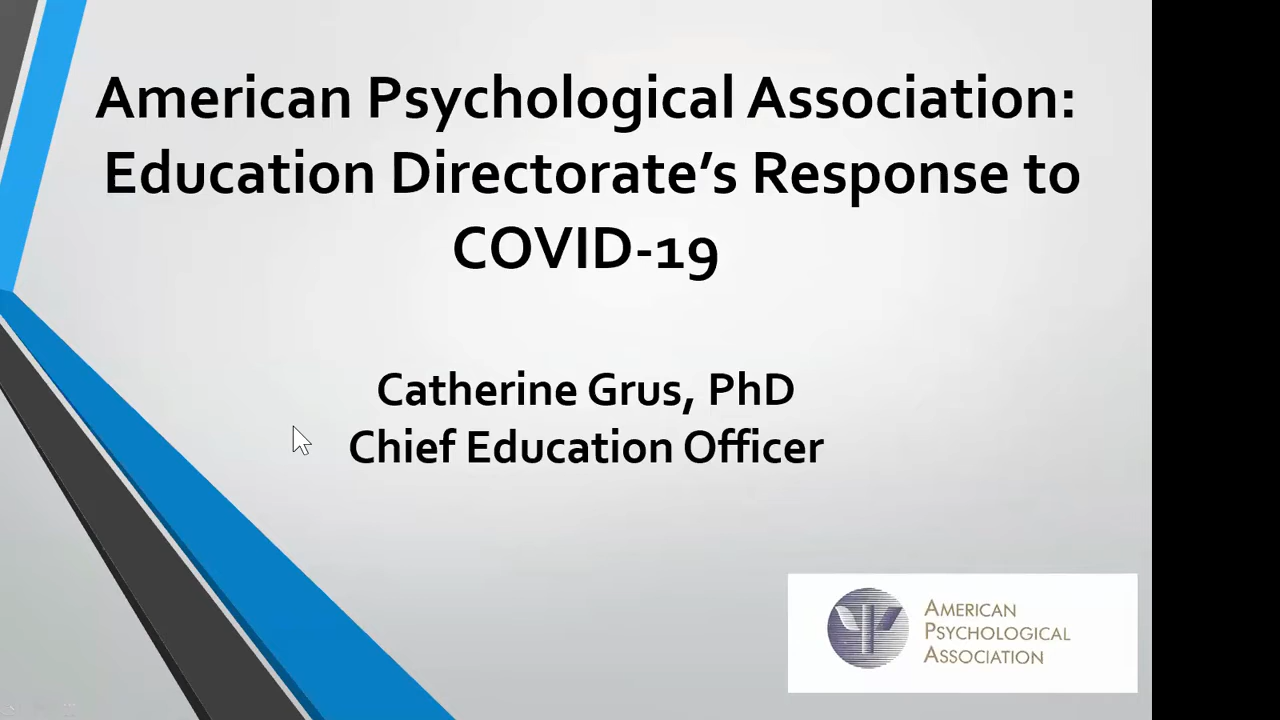 American Psychological Association:
Education Directorate’s Response to
COVID-19
Catherine Grus, PhD
Chief Education Officer
AMERICAN
PSYCHOLOGICAL
ASSOCIATION